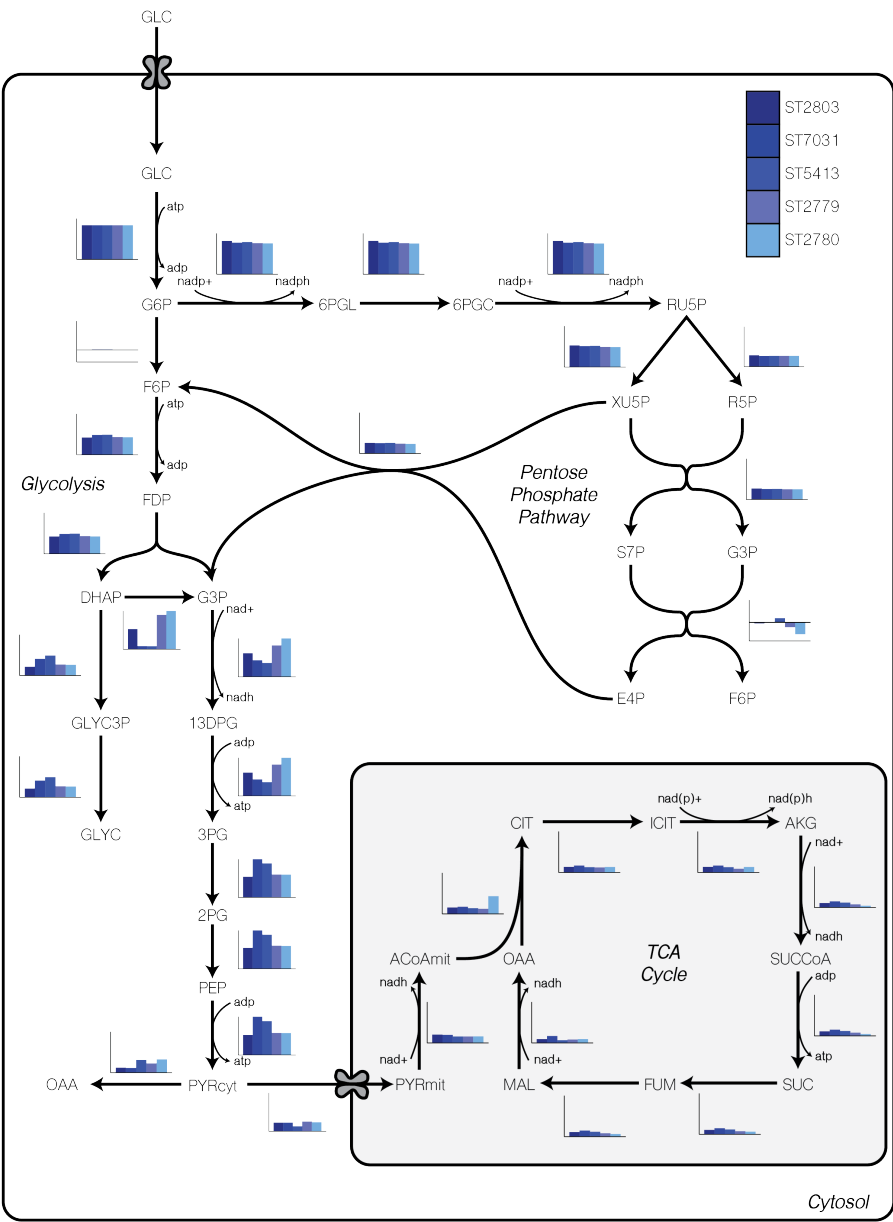 GLC
ST2803
ST7031
ST5413
ST2779
ST2780
GLC
atp
adp
nadp+
nadph
nadp+
nadph
G6P
6PGL
6PGC
RU5P
F6P
atp
adp
XU5P
R5P
Glycolysis
Pentose
Phosphate
Pathway
FDP
S7P
G3P
DHAP
G3P
nad+
nadh
E4P
F6P
GLYC3P
13DPG
adp
atp
GLYC
3PG
CIT
ICIT
nad(p)+
nad(p)h
AKG
nad+
nadh
2PG
ACoAmit
OAA
TCA
Cycle
SUCCoA
PEP
adp
atp
nadh
nad+
nadh
nad+
adp
atp
OAA
PYRcyt
PYRmit
MAL
FUM
SUC
Cytosol